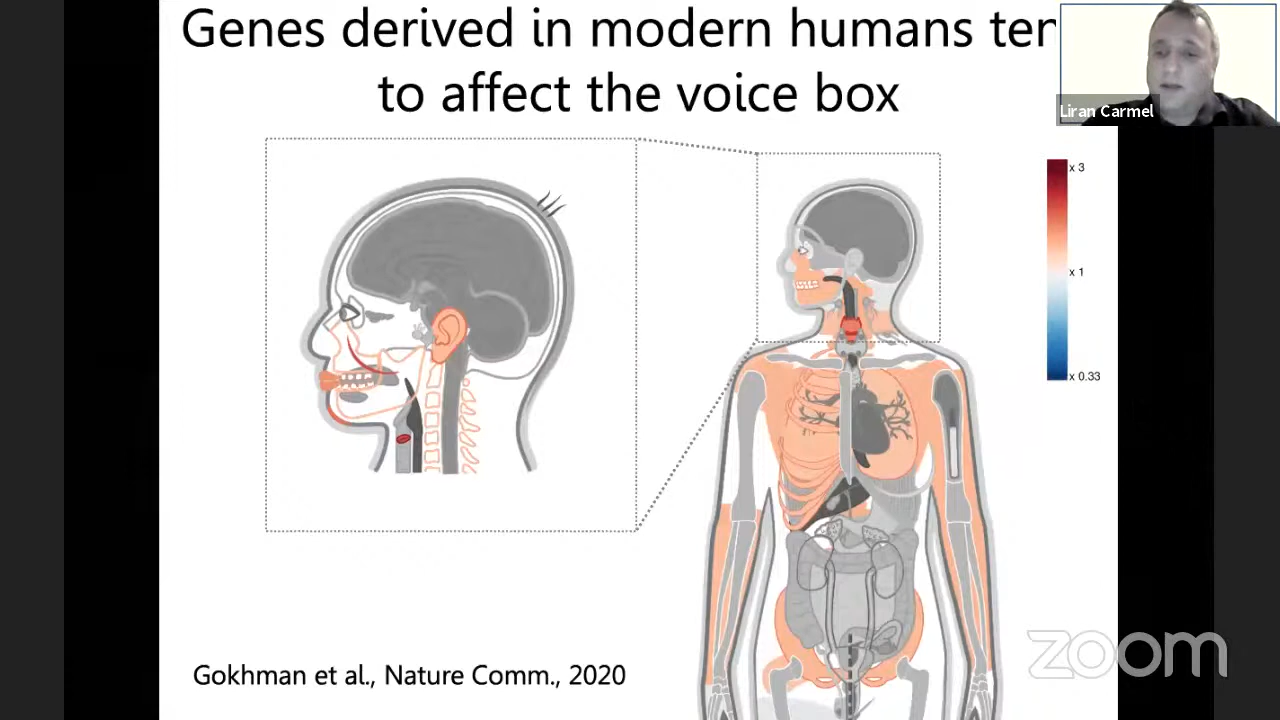 Genes derived in modern humans ten
to affect the voice box
Liran Carmel
x 3
x 1
x 0.33
Gokhman et al., Nature Comm., 2020
zoom